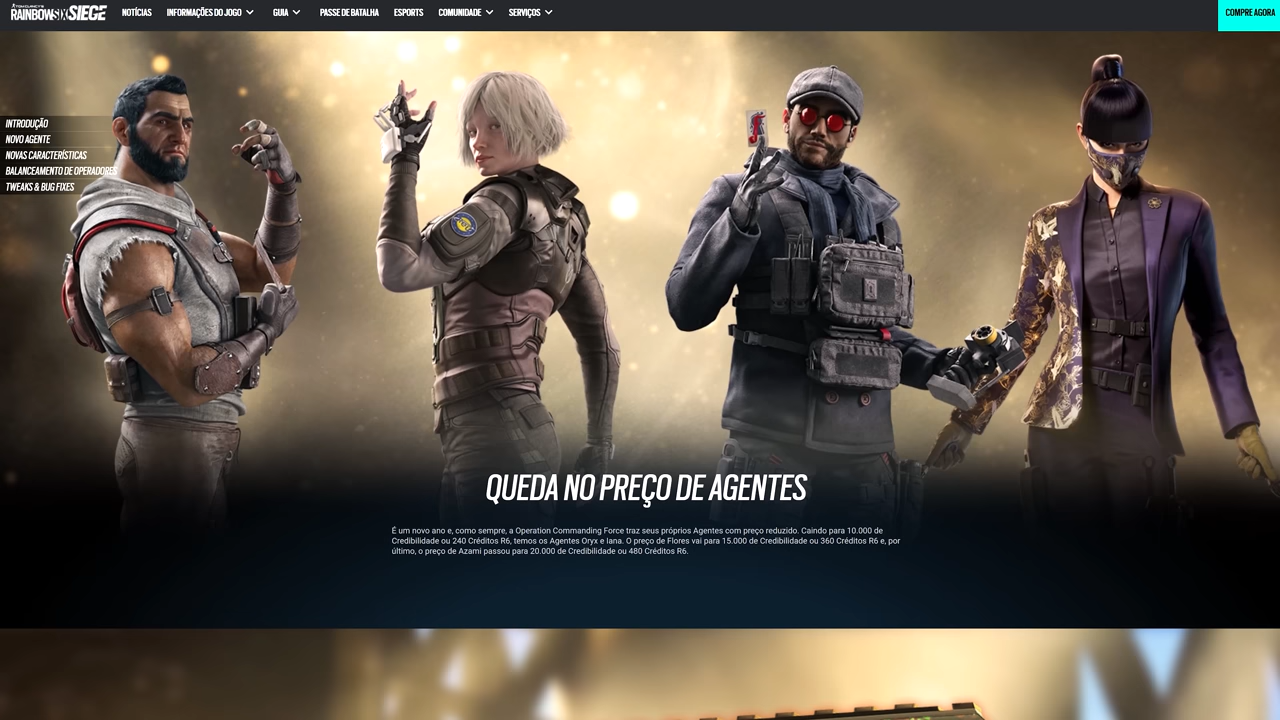 TOM CLANCY'S
RAINBOWSIX SIEGE
NOTÍCIAS
INFORMAÇÕES DO JOGO
GUIA
PASSE DE BATALHA
ESPORTS
COMUNIDADE
SERVIÇOS
COMPRE AGORA
INTRODUÇÃO
NOVO AGENTE
NOVAS CARACTERÍSTICAS
BALANCEAMENTO DE OPERADORES
TWEAKS & BUG FIXES
QUEDA NO PREÇO DE AGENTES
É um novo ano e, como sempre, a Operation Commanding Force traz seus próprios Agentes com preço reduzido. Caindo para 10.000 de
Credibilidade ou 240 Créditos R6, temos os Agentes Oryx e Iana. O preço de Flores vai para 15.000 de Credibilidade ou 360 Créditos R6 e, por
último, o preço de Azami passou para 20.000 de Credibilidade ou 480 Créditos R6.